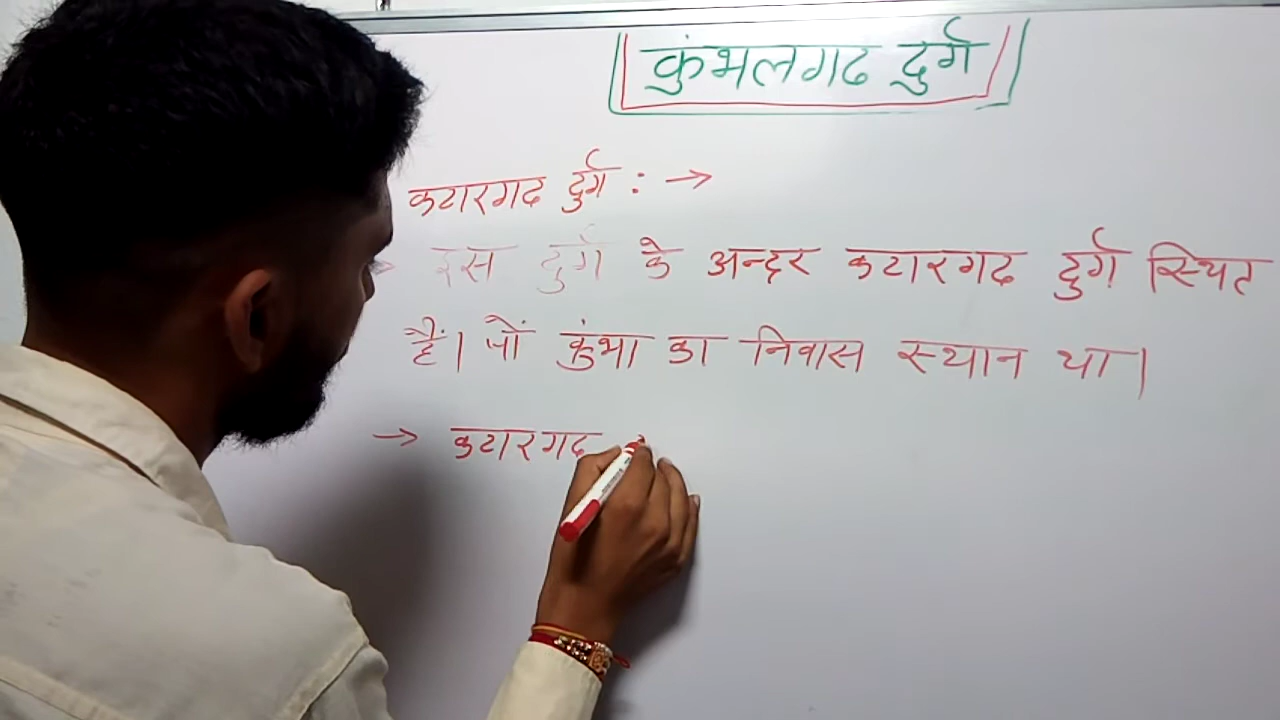 कुंभलगढ दुर्ग
कटारगढ दुर्ग : →
इस दुर्ग के अन्दर कटारगढ दुर्ग स्थित
हैं। जों कुंभा का निवास स्थान था।
→ कटारगढ